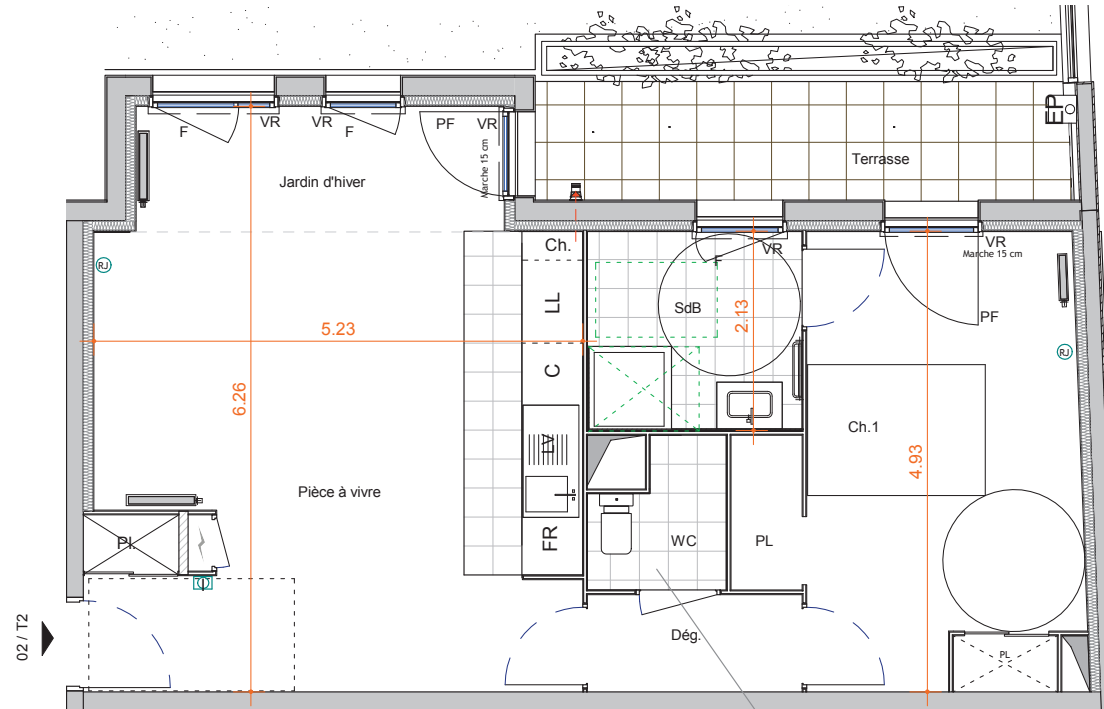 EP
F
VR
VR
F
PF
VR
Marche 15 cm
Terrasse
Jardin d'hiver
Ch.
VR
F
VR
Marche 15 cm
RJ
LL
SdB
2.13
PF
5.23
RJ
C
6.26
Ch.1
4.93
LV
Pièce à vivre
PI.
FR
WC
PL
02 / T2
Dég.
PL